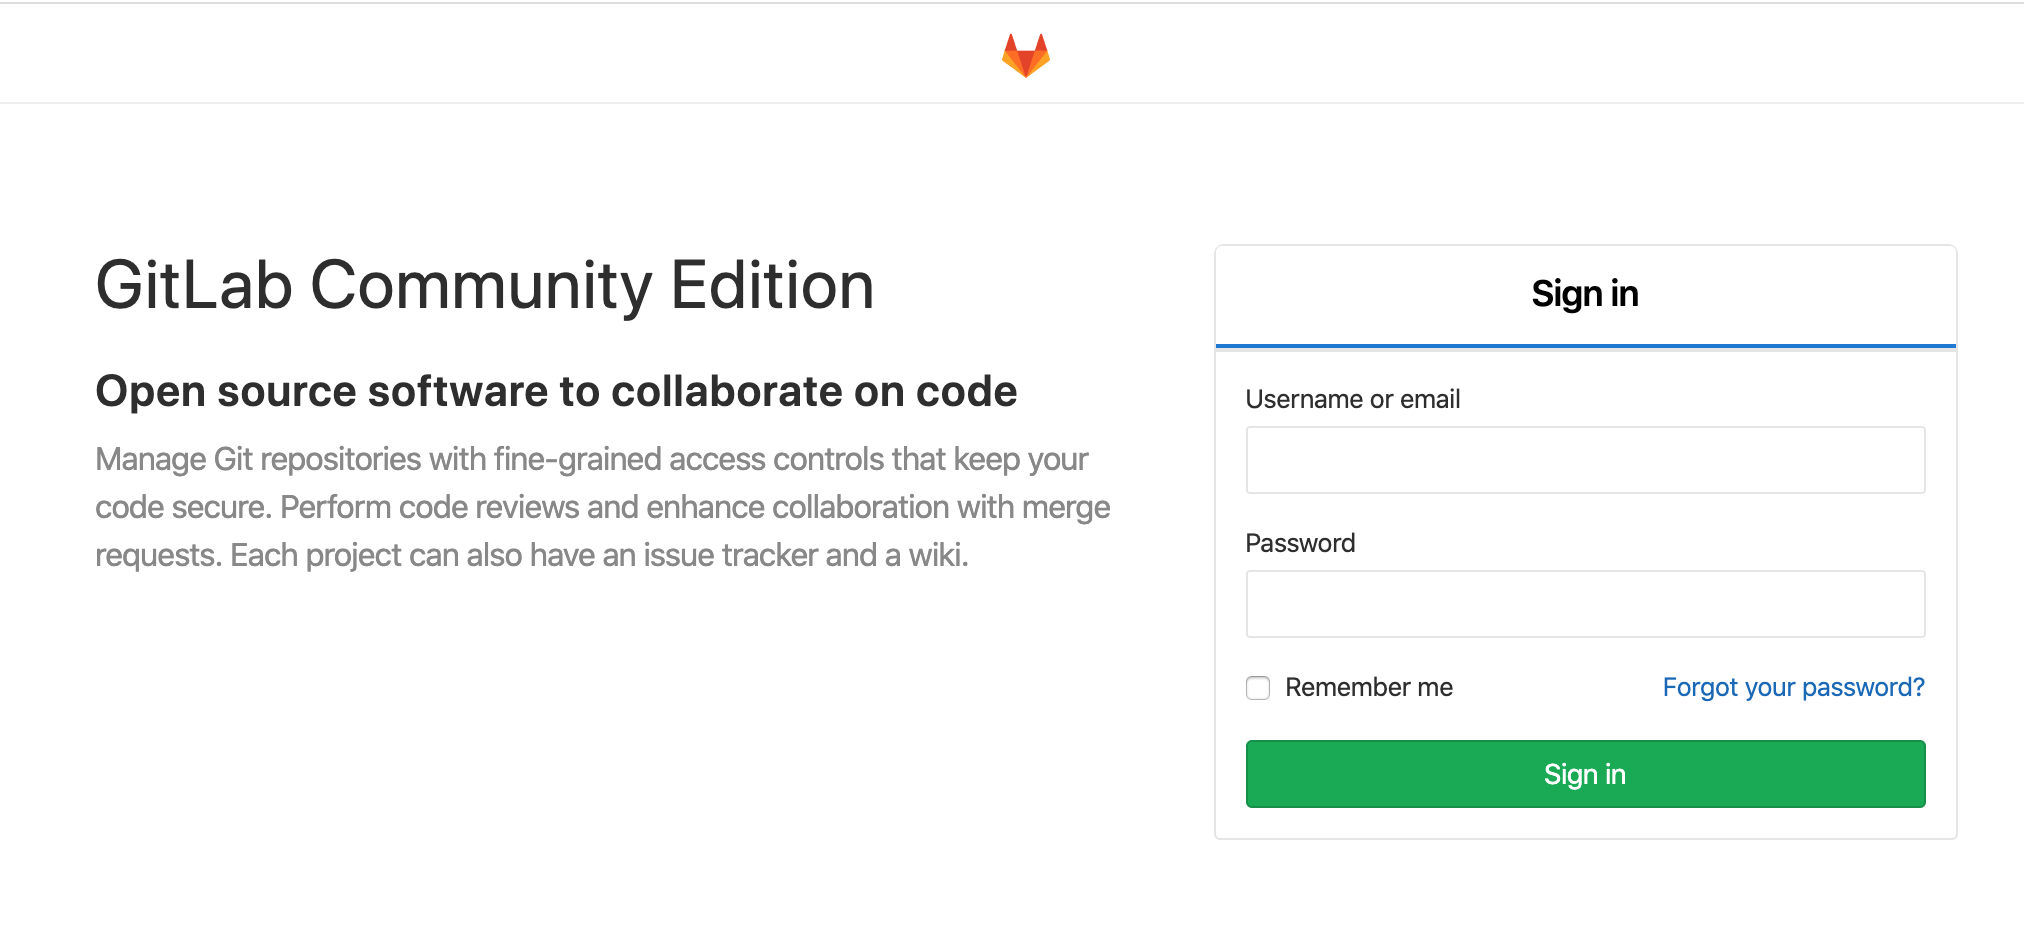 GitLab Community Edition
Open source software to collaborate on code
Manage Git repositories with fine-grained access controls that keep your
code secure. Perform code reviews and enhance collaboration with merge
requests. Each project can also have an issue tracker and a wiki.
Sign in
Username or email
Password
Remember me
Forgot your password?
Sign in